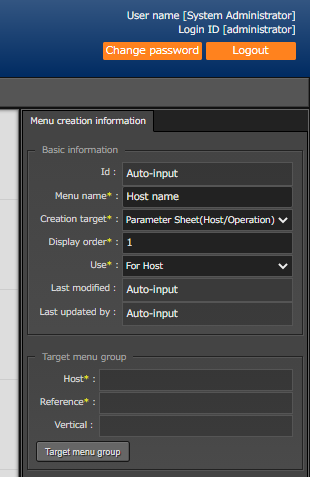 User name [System Administrator]
Login ID [administrator]
Change password Logout
Menu creation information
Basic information
Id : Auto-input
Menu name* : Host name
Creation target* : Parameter Sheet(Host/Operation)
Display order* : 1
Use* : For Host
Last modified : Auto-input
Last updated by : Auto-input
Target menu group
Host* :
Reference* :
Vertical :
Target menu group